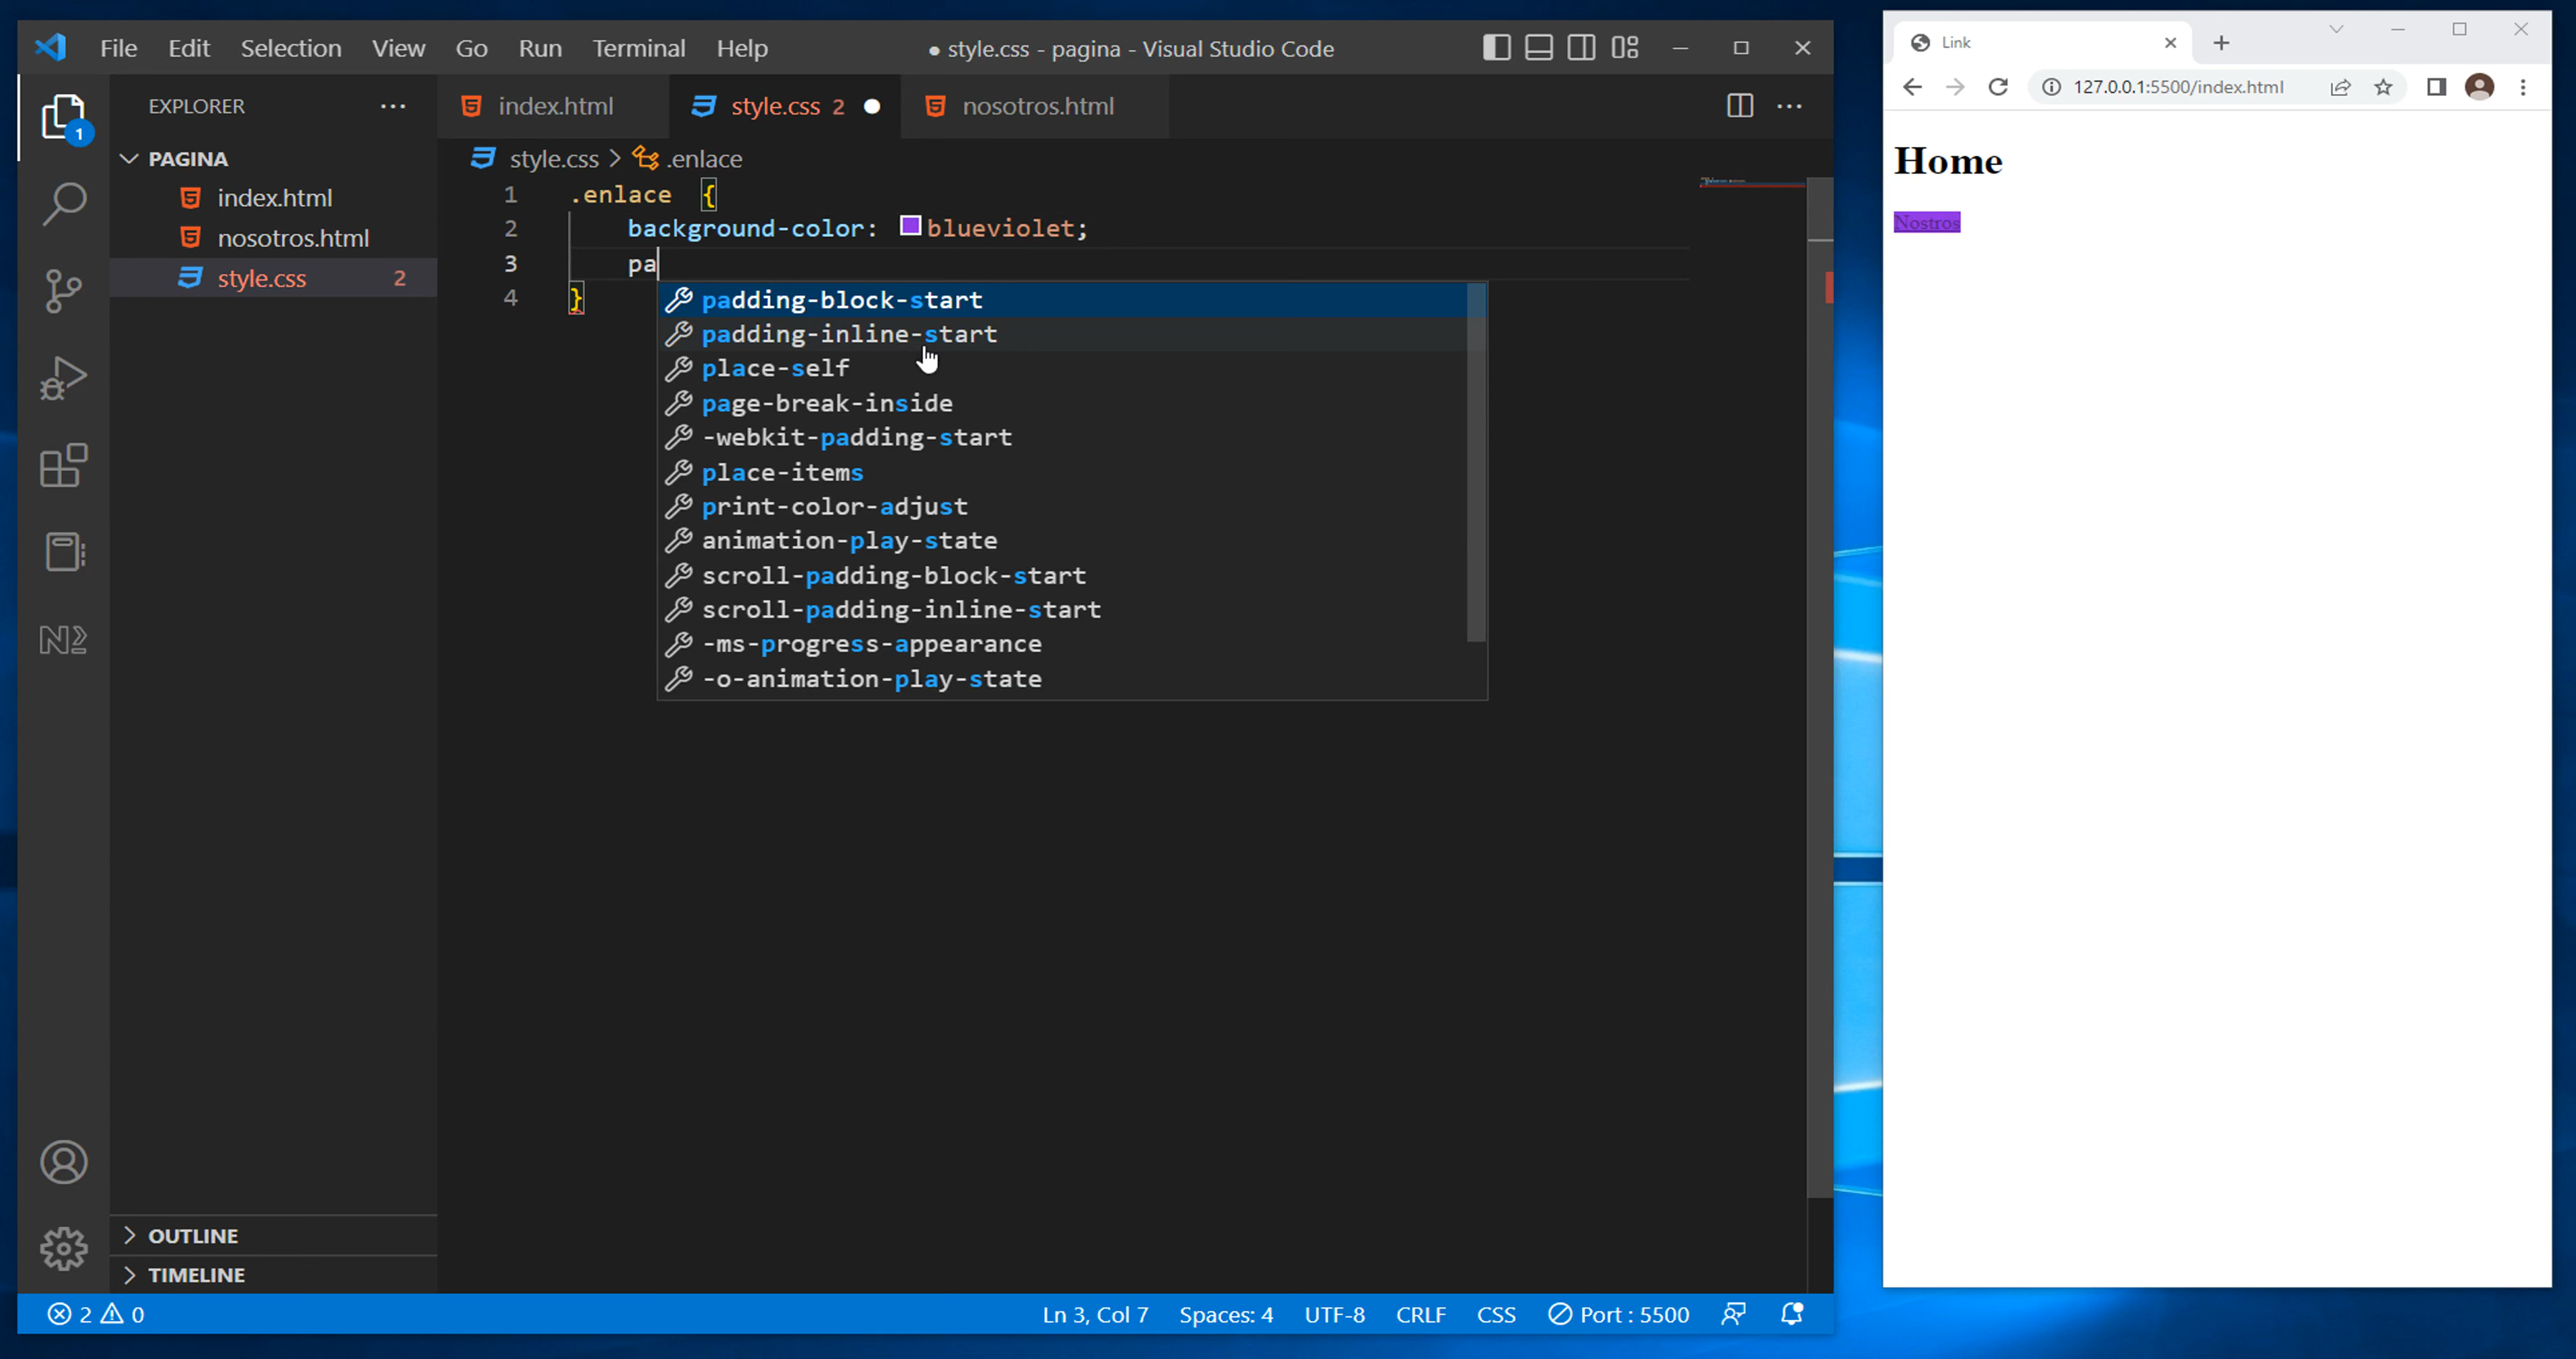 File Edit Selection View Go Run Terminal Help
● style.css - pagina - Visual Studio Code
EXPLORER ...
index.html
style.css 2
nosotros.html
1
PAGINA
index.html
nosotros.html
style.css 2
style.css > .enlace
1 .enlace {
2 background-color: blueviolet;
3 pa
4 }
padding-block-start
padding-inline-start
place-self
page-break-inside
-webkit-padding-start
place-items
print-color-adjust
animation-play-state
scroll-padding-block-start
scroll-padding-inline-start
-ms-progress-appearance
-o-animation-play-state
OUTLINE
TIMELINE
2 0
Ln 3, Col 7 Spaces: 4 UTF-8 CRLF CSS Port : 5500
Link
127.0.0.1:5500/index.html
Home
Nostros